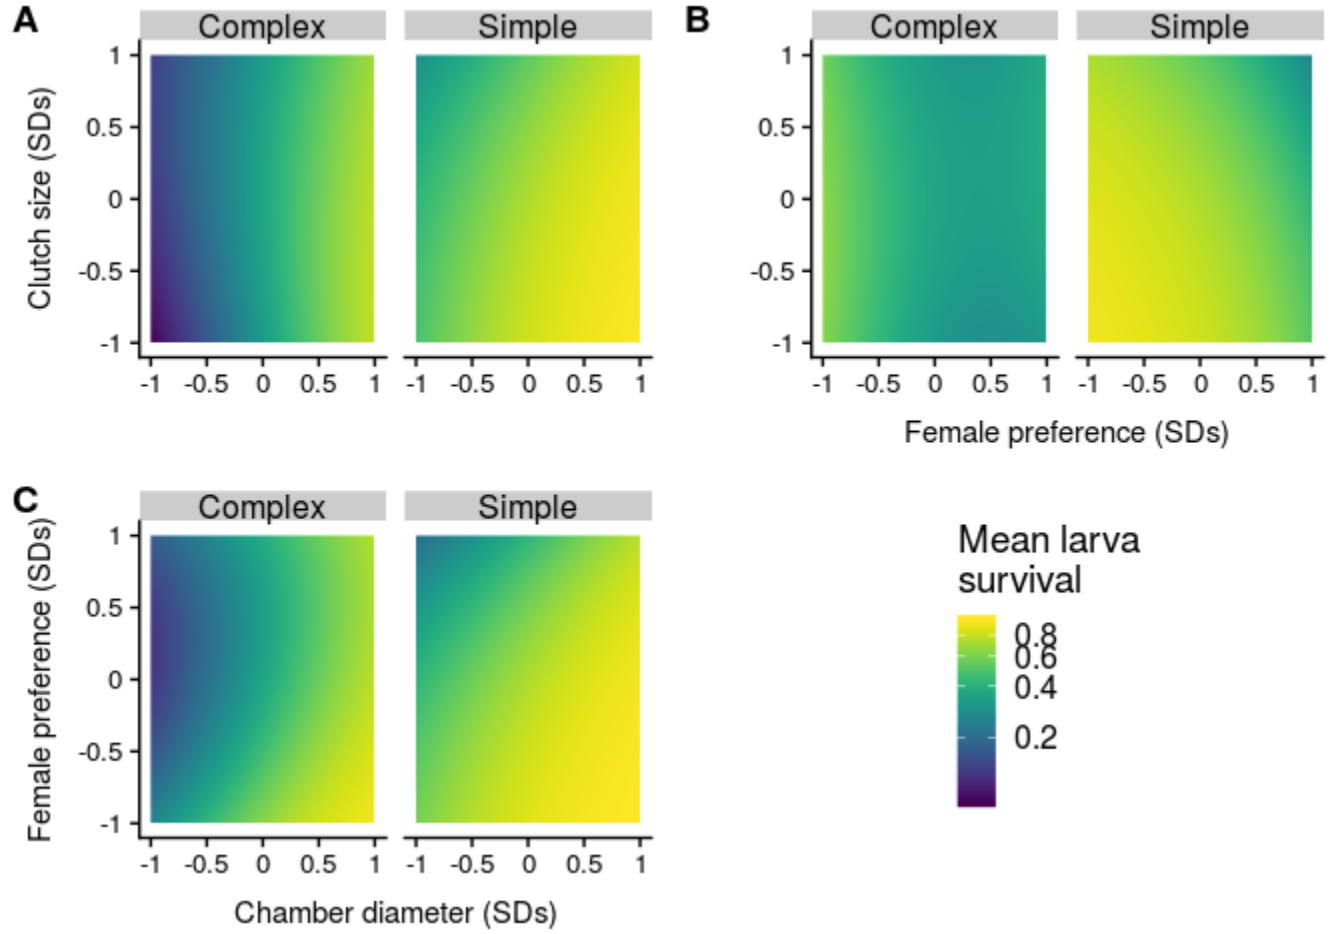 A
Complex
Simple
B
Complex
Simple
Clutch size (SDs)
1
0.5
0
-0.5
-1
-1 -0.5 0 0.5 1
-1 -0.5 0 0.5 1
1
0.5
0
-0.5
-1
-1 -0.5 0 0.5 1
-1 -0.5 0 0.5 1
Female preference (SDs)
C
Complex
Simple
Female preference (SDs)
1
0.5
0
-0.5
-1
-1 -0.5 0 0.5 1
-1 -0.5 0 0.5 1
Chamber diameter (SDs)
Mean larva
survival
0.8
0.6
0.4
0.2